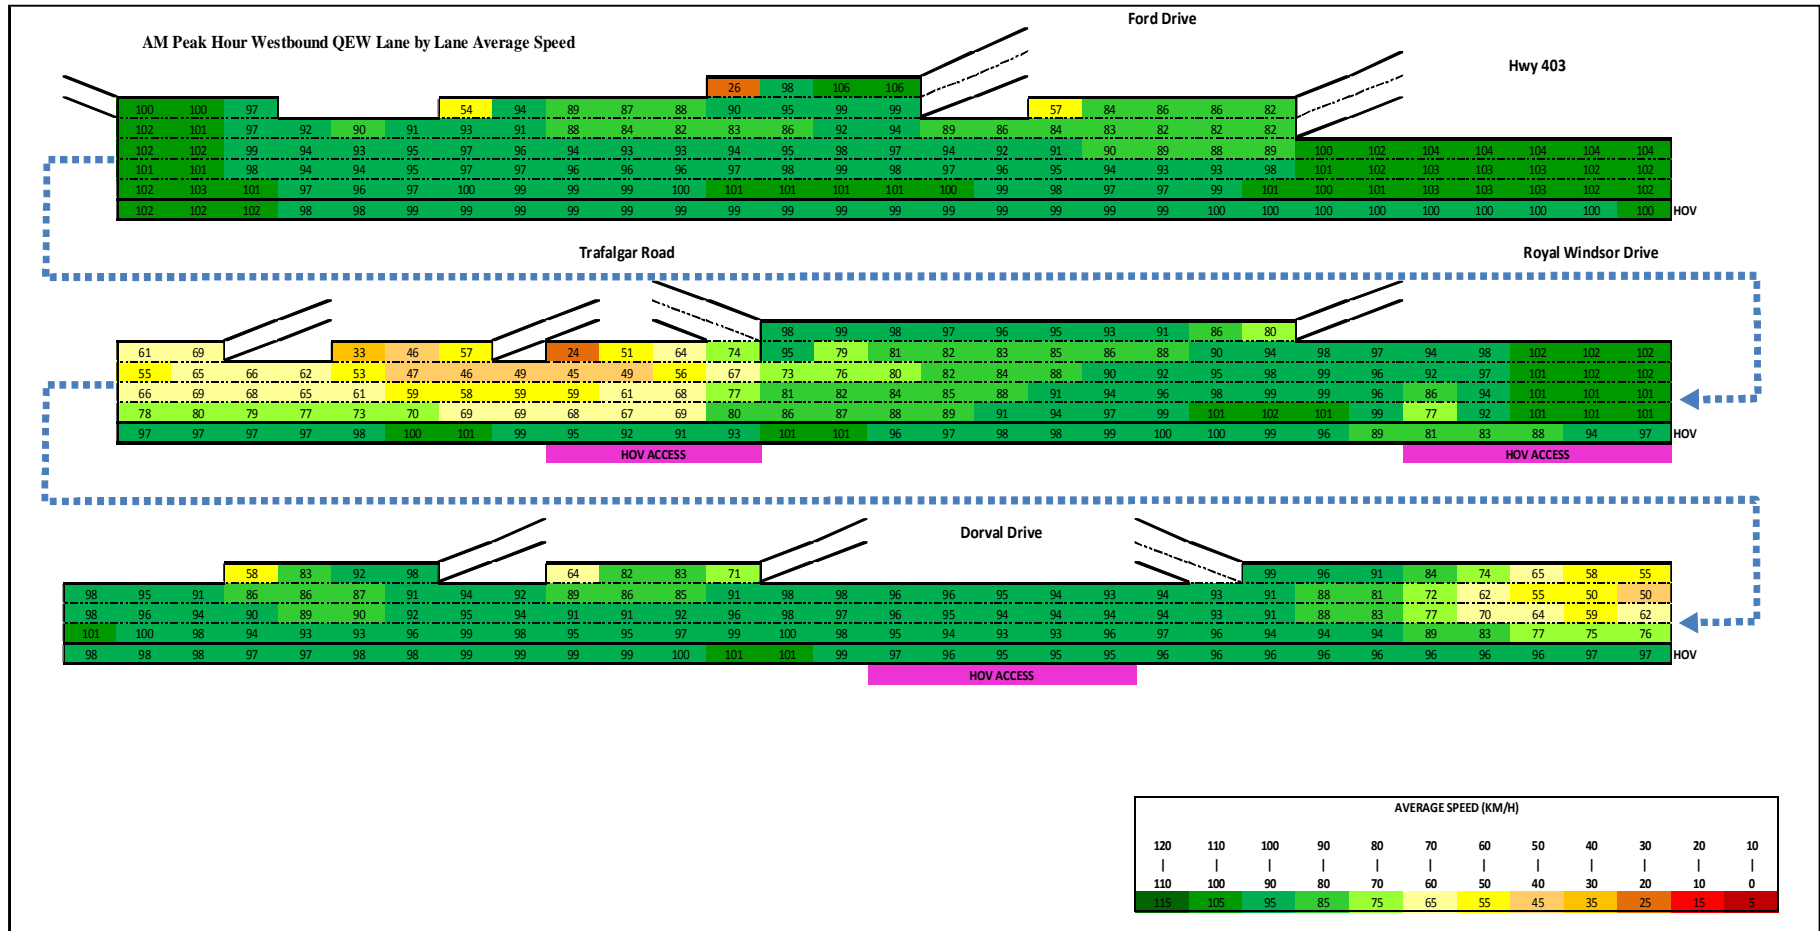 Ford Drive
AM Peak Hour Westbound QEW Lane by Lane Average Speed
Hwy 403
26 98 106 106
100 100 97 54 94 89 87 88 90 95 99 99 57 84 86 86 82
102 101 97 92 90 91 93 91 88 84 82 83 86 92 94 89 86 84 83 82 82 82
102 102 99 94 93 95 97 96 94 93 93 94 95 98 97 94 92 91 90 89 88 89 100 102 104 104 104 104 104
101 101 98 94 94 95 97 97 96 96 96 97 98 99 98 97 96 95 94 93 93 98 101 102 103 103 103 102 102
102 103 101 97 96 97 100 99 99 99 100 101 101 101 101 100 99 98 97 97 99 101 100 101 103 103 103 102 102
102 102 102 98 98 99 99 99 99 99 99 99 99 99 99 99 99 99 99 99 100 100 100 100 100 100 100 100 100 HOV
Trafalgar Road Royal Windsor Drive
98 99 98 97 96 95 93 91 86 80
61 69 33 46 57 24 51 64 74 95 79 81 82 83 85 86 88 90 94 98 97 94 98 102 102 102
55 65 66 62 53 47 46 49 45 49 56 67 73 76 80 82 84 88 90 92 95 98 99 96 92 97 101 102 102
66 69 68 65 61 59 58 59 59 61 68 77 81 82 84 85 88 91 94 96 98 99 99 96 86 94 101 101 101
78 80 79 77 73 70 69 69 68 67 69 80 86 87 88 89 91 94 97 99 101 102 101 99 77 92 101 101 101
97 97 97 97 98 100 101 99 95 92 91 93 101 101 96 97 98 98 99 100 100 99 96 89 81 83 88 94 97 HOV
HOV ACCESS HOV ACCESS
Dorval Drive
58 83 92 98 64 82 83 71 99 96 91 84 74 65 58 55
98 95 91 86 86 87 91 94 92 89 86 85 91 98 98 96 96 95 94 93 94 93 91 88 81 72 62 55 50 50
98 96 94 90 89 90 92 95 94 91 91 92 96 98 97 96 95 94 94 94 94 93 91 88 83 77 70 64 59 62
101 100 98 94 93 93 96 99 98 95 95 97 99 100 98 95 94 93 95 96 97 96 94 94 94 89 83 77 75 76
98 98 98 97 97 98 98 99 99 99 99 100 101 101 99 97 96 95 95 95 96 96 96 96 96 96 96 96 97 97 HOV
HOV ACCESS
AVERAGE SPEED (KM/H)
120 110 100 90 80 70 60 50 40 30 20 10
| | | | | | | | | | | |
110 100 90 80 70 60 50 40 30 20 10 0
115 105 95 85 75 65 55 45 35 25 15 5